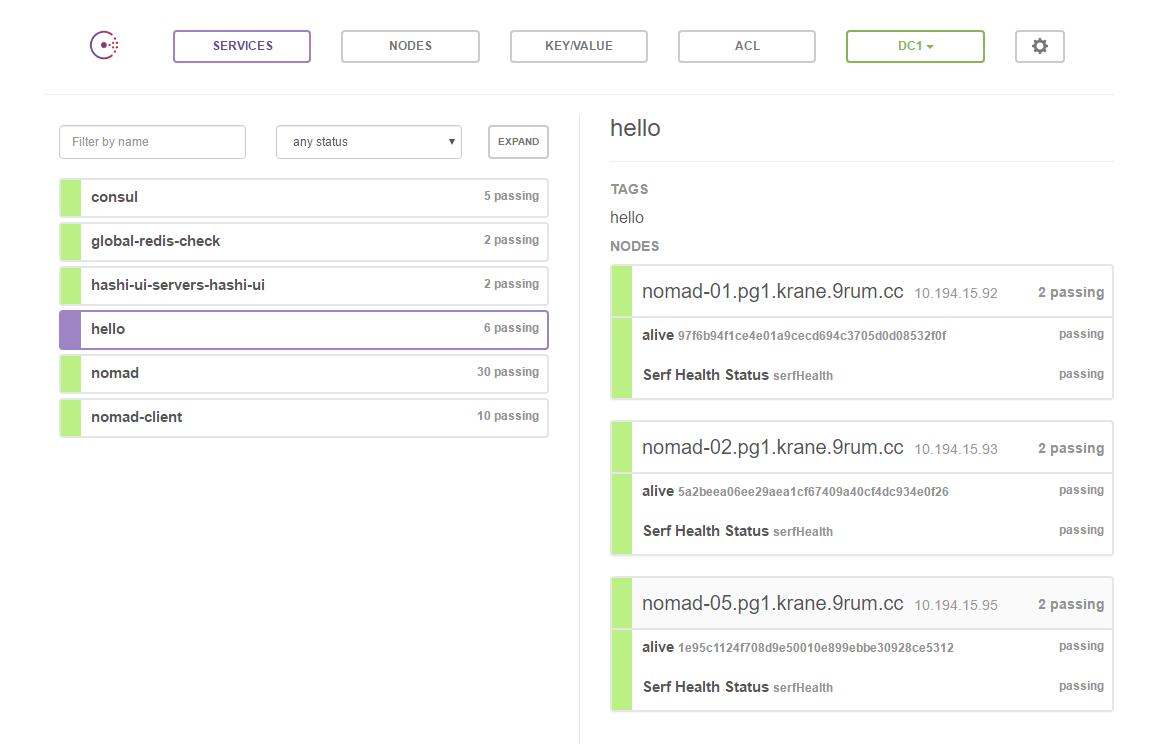 SERVICES NODES KEY/VALUE ACL DC1
Filter by name any status EXPAND
consul 5 passing
global-redis-check 2 passing
hashi-ui-servers-hashi-ui 2 passing
hello 6 passing
nomad 30 passing
nomad-client 10 passing
hello
TAGS
hello
NODES
nomad-01.pg1.krane.9rum.cc 10.194.15.92 2 passing
alive 97f6b94f1ce4e01a9cecd694c3705d0d08532f0f passing
Serf Health Status serfHealth passing
nomad-02.pg1.krane.9rum.cc 10.194.15.93 2 passing
alive 5a2beea06ee29aea1cf67409a40cf4dc934e0f26 passing
Serf Health Status serfHealth passing
nomad-05.pg1.krane.9rum.cc 10.194.15.95 2 passing
alive 1e95c1124f708d9e50010e899ebbe30928ce5312 passing
Serf Health Status serfHealth passing